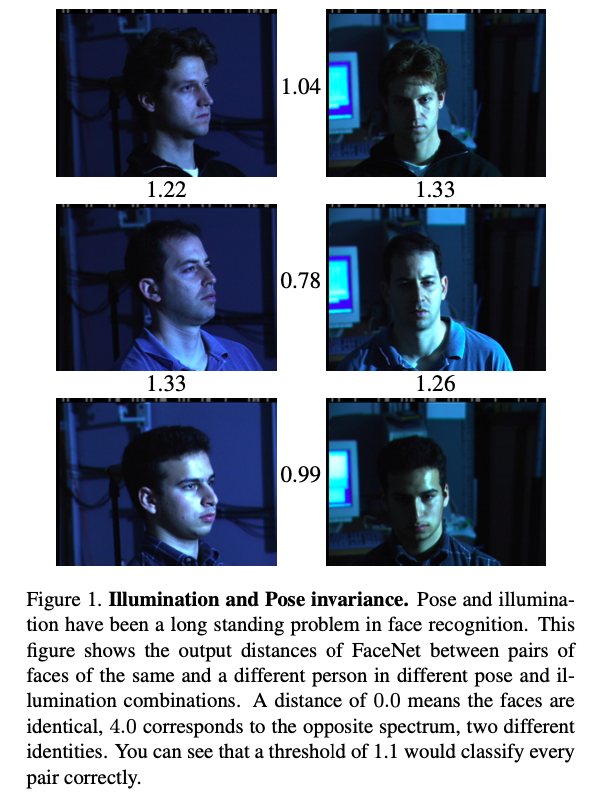 1.04
1.22 1.33
0.78
1.33 1.26
0.99
Figure 1. Illumination and Pose invariance. Pose and illumina-
tion have been a long standing problem in face recognition. This
figure shows the output distances of FaceNet between pairs of
faces of the same and a different person in different pose and il-
lumination combinations. A distance of 0.0 means the faces are
identical, 4.0 corresponds to the opposite spectrum, two different
identities. You can see that a threshold of 1.1 would classify every
pair correctly.